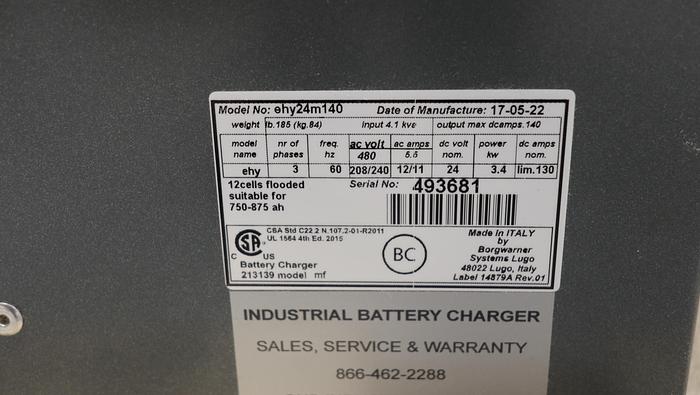 Model No: ehy24m140 Date of Manufacture: 17-05-22
weight lb.185 (kg.84) input 4.1 kva output max dcamps.140
model name nr of phases freq. hz ac volt 480 ac amps 5,5 dc volt nom. power kw dc amps nom.
ehy 3 60 208/240 12/11 24 3.4 lim.130
12cells flooded
suitable for
750-875 ah
Serial No: 493681
CSA Std C22.2 N.107.2-01-R2011
UL 1564 4th Ed. 2015
SA
C US
Battery Charger
213139 model mf
BC
Made in ITALY
by
Borgwarner
Systems Lugo
48022 Lugo, Italy
Label 14879A Rev.01
INDUSTRIAL BATTERY CHARGER
SALES, SERVICE & WARRANTY
866-462-2288